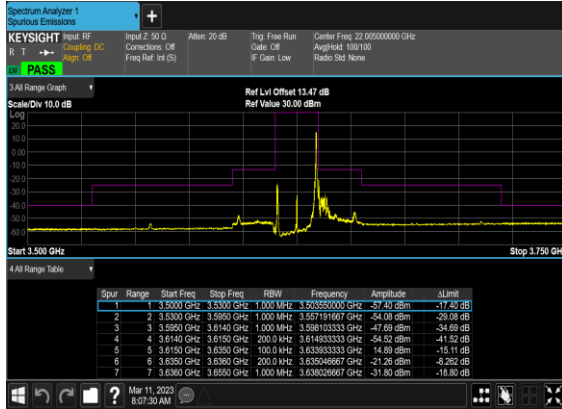 Spectrum Analyzer 1
Spurious Emissions
+
KEYSIGHT Input: RF Input Z: 50 Ω Atten: 20 dB Trig: Free Run Center Freq: 22.005000000 GHz
R T Coupling: DC Corrections: Off Gate: Off Avg|Hold: 100/100
Align: Off Freq Ref: Int (S) IF Gain: Low Radio Std: None
PASS
3 All Range Graph
Ref Lvl Offset 13.47 dB
Scale/Div 10.0 dB Ref Value 30.00 dBm
Log
20.0
10.0
0.00
-10.0
-20.0
-30.0
-40.0
-50.0
-60.0
Start 3.500 GHz Stop 3.750 GHz
4 All Range Table
Spur Range Start Freq Stop Freq RBW Frequency Amplitude ΔLimit
1 1 3.5000 GHz 3.5300 GHz 1.000 MHz 3.503550000 GHz -57.40 dBm -17.40 dB
2 2 3.5300 GHz 3.5950 GHz 1.000 MHz 3.557191667 GHz -54.08 dBm -29.08 dB
3 3 3.5950 GHz 3.6140 GHz 1.000 MHz 3.598103333 GHz -47.69 dBm -34.69 dB
4 4 3.6140 GHz 3.6150 GHz 200.0 kHz 3.614933333 GHz -54.52 dBm -41.52 dB
5 5 3.6150 GHz 3.6350 GHz 100.0 kHz 3.633933333 GHz 14.89 dBm -15.11 dB
6 6 3.6350 GHz 3.6360 GHz 200.0 kHz 3.635046667 GHz -21.26 dBm -8.262 dB
7 7 3.6360 GHz 3.6550 GHz 1.000 MHz 3.638026667 GHz -31.80 dBm -18.80 dB
?
Mar 11, 2023
8:07:30 AM